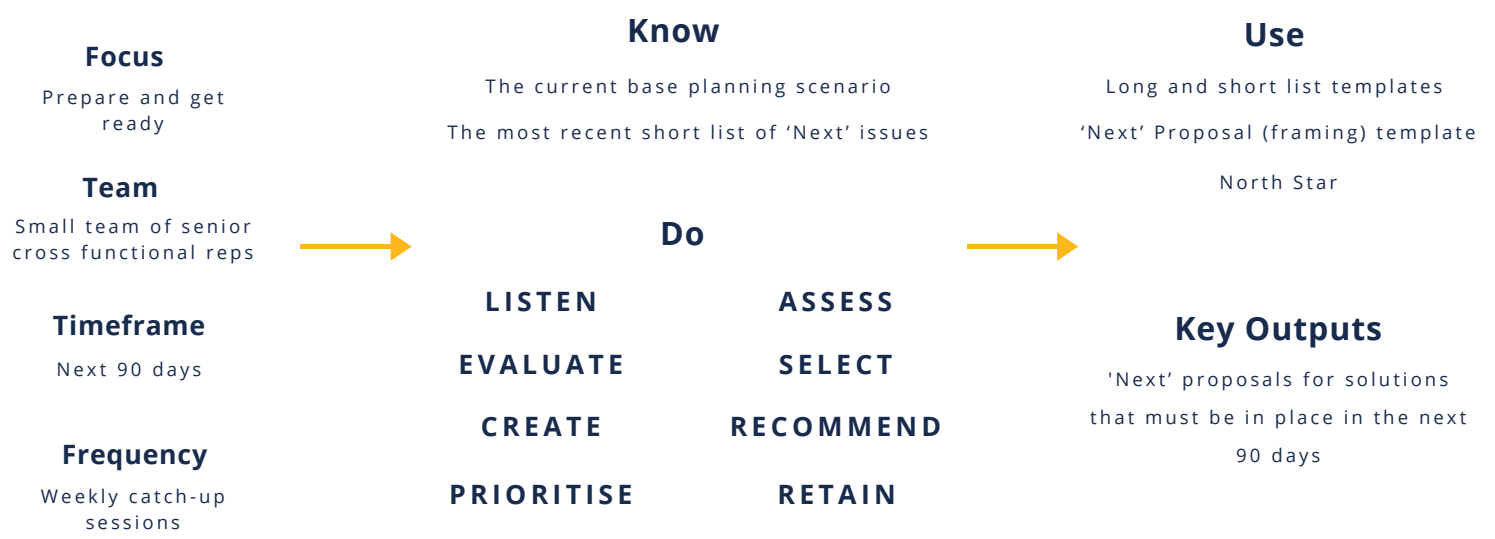 Focus
Prepare and get
ready
Team
Small team of senior
cross functional reps
Timeframe
Next 90 days
Frequency
Weekly catch-up
sessions
Know
The current base planning scenario
The most recent short list of ‘Next’ issues
Do
LISTEN
EVALUATE
CREATE
PRIORITISE
ASSESS
SELECT
RECOMMEND
RETAIN
Use
Long and short list templates
‘Next’ Proposal (framing) template
North Star
Key Outputs
'Next’ proposals for solutions
that must be in place in the next
90 days